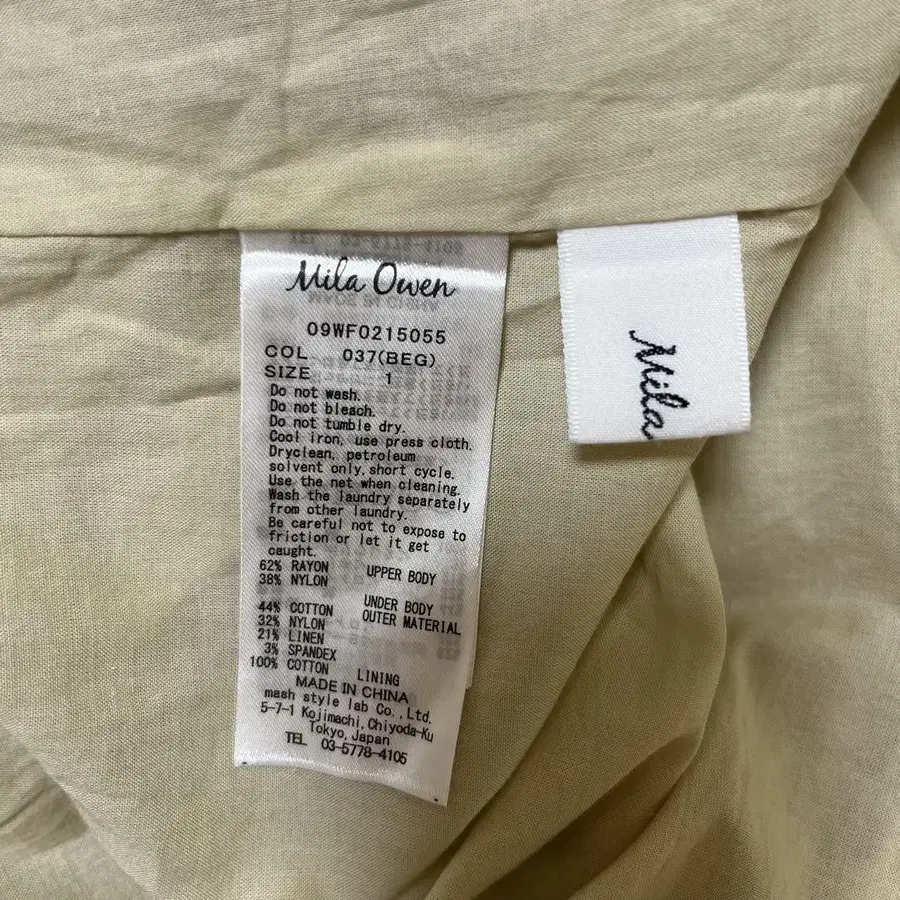 Mila Owen
09WF0215055
COL 037(BEG)
SIZE 1
Do not wash.
Do not bleach.
Do not tumble dry.
Cool iron, use press cloth.
Dryclean, petroleum
solvent only, short cycle.
Use the net when cleaning.
Wash the laundry separately
from other laundry.
Be careful not to expose to
friction or let it get
caught.
62% RAYON UPPER BODY
38% NYLON
44% COTTON UNDER BODY
32% NYLON OUTER MATERIAL
21% LINEN
3% SPANDEX
100% COTTON LINING
MADE IN CHINA
mash style lab Co., Ltd.
5-7-1 Kojimachi, Chiyoda-Ku
Tokyo, Japan
TEL 03-5778-4105
Mila